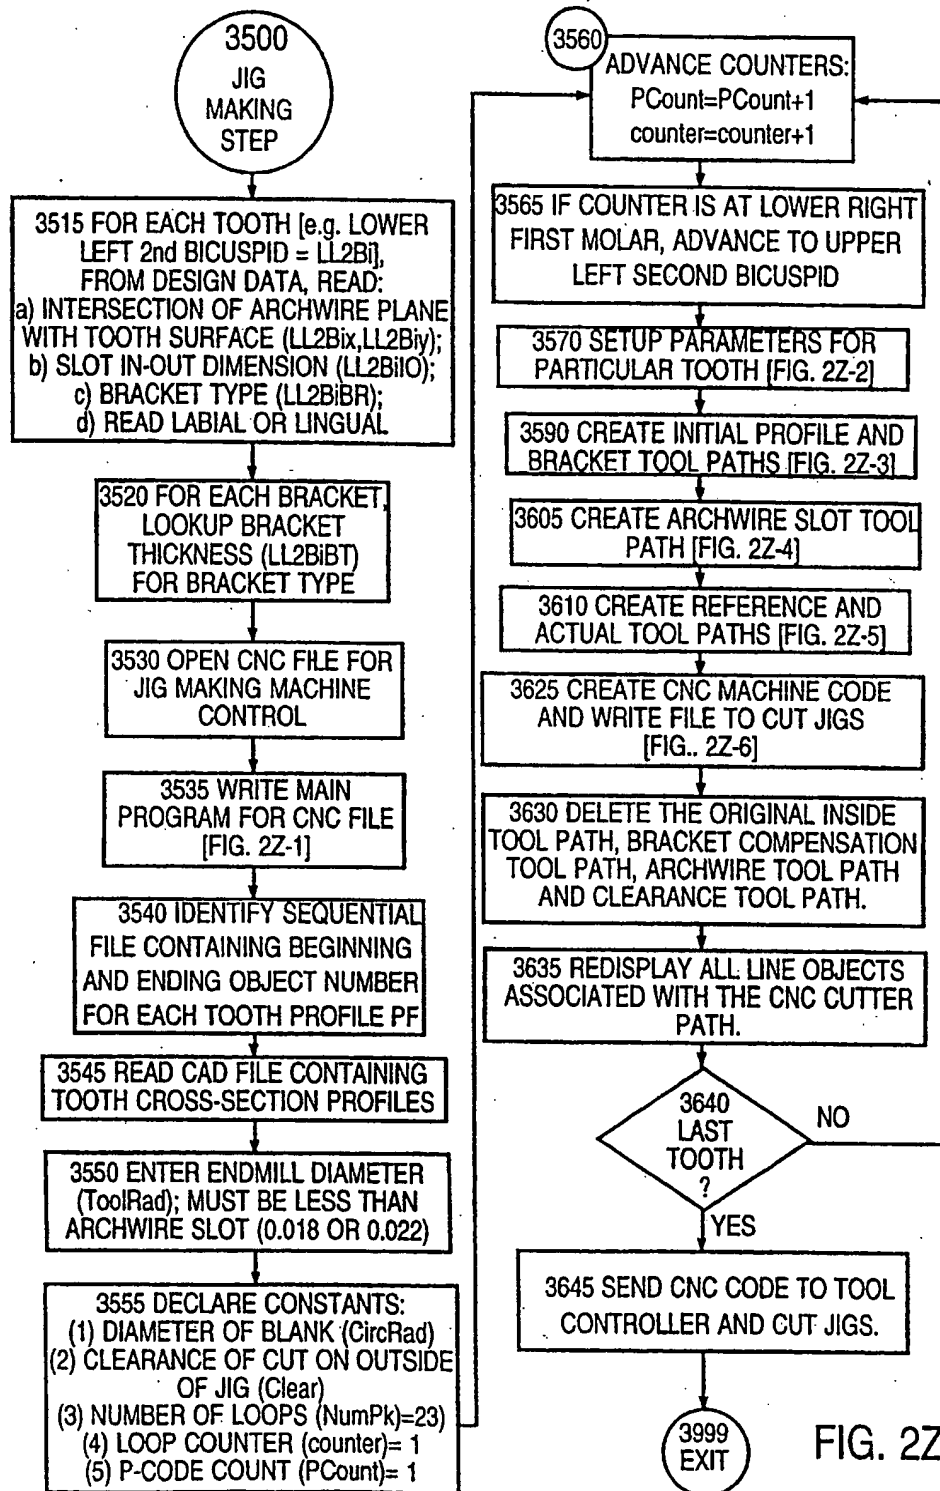 3500
JIG
MAKING
STEP
3515 FOR EACH TOOTH [e.g. LOWER
LEFT 2nd BICUSPID = LL2Bi],
FROM DESIGN DATA, READ:
a) INTERSECTION OF ARCHWIRE PLANE
WITH TOOTH SURFACE (LL2Bix,LL2Biy);
b) SLOT IN-OUT DIMENSION (LL2BiIO);
c) BRACKET TYPE (LL2BiBR);
d) READ LABIAL OR LINGUAL
3520 FOR EACH BRACKET,
LOOKUP BRACKET
THICKNESS (LL2BiBT)
FOR BRACKET TYPE
3530 OPEN CNC FILE FOR
JIG MAKING MACHINE
CONTROL
3535 WRITE MAIN
PROGRAM FOR CNC FILE
[FIG. 2Z-1]
3540 IDENTIFY SEQUENTIAL
FILE CONTAINING BEGINNING
AND ENDING OBJECT NUMBER
FOR EACH TOOTH PROFILE PF
3545 READ CAD FILE CONTAINING
TOOTH CROSS-SECTION PROFILES
3550 ENTER ENDMILL DIAMETER
(ToolRad); MUST BE LESS THAN
ARCHWIRE SLOT (0.018 OR 0.022)
3555 DECLARE CONSTANTS:
(1) DIAMETER OF BLANK (CircRad)
(2) CLEARANCE OF CUT ON OUTSIDE
OF JIG (Clear)
(3) NUMBER OF LOOPS (NumPk)=23)
(4) LOOP COUNTER (counter)= 1
(5) P-CODE COUNT (PCount)= 1
3560
ADVANCE COUNTERS:
PCount=PCount+1
counter=counter+1
3565 IF COUNTER IS AT LOWER RIGHT
FIRST MOLAR, ADVANCE TO UPPER
LEFT SECOND BICUSPID
3570 SETUP PARAMETERS FOR
PARTICULAR TOOTH [FIG. 2Z-2]
3590 CREATE INITIAL PROFILE AND
BRACKET TOOL PATHS [FIG. 2Z-3]
3605 CREATE ARCHWIRE SLOT TOOL
PATH [FIG. 2Z-4]
3610 CREATE REFERENCE AND
ACTUAL TOOL PATHS [FIG. 2Z-5]
3625 CREATE CNC MACHINE CODE
AND WRITE FILE TO CUT JIGS
[FIG.. 2Z-6]
3630 DELETE THE ORIGINAL INSIDE
TOOL PATH, BRACKET COMPENSATION
TOOL PATH, ARCHWIRE TOOL PATH
AND CLEARANCE TOOL PATH.
3635 REDISPLAY ALL LINE OBJECTS
ASSOCIATED WITH THE CNC CUTTER
PATH.
3640
LAST
TOOTH
?
NO
YES
3645 SEND CNC CODE TO TOOL
CONTROLLER AND CUT JIGS.
3999
EXIT
FIG. 2Z